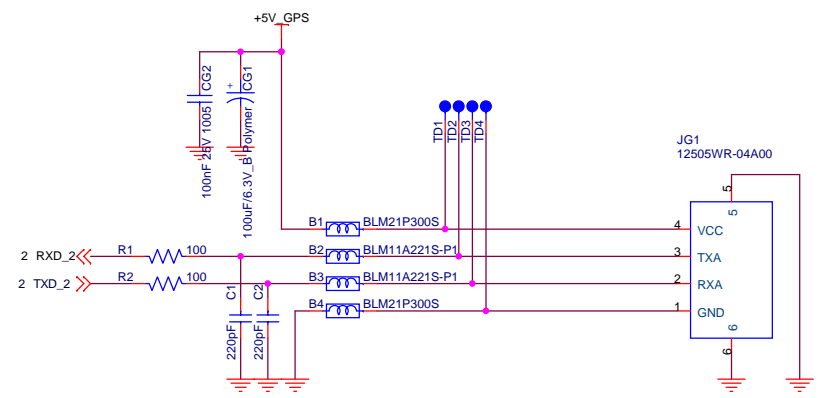 +5V_GPS
CG2
100nF 25V 1005
+
CG1
100uF/6.3V_B Polymer
TD1
TD2
TD3
TD4
JG1
12505WR-04A00
5
5
B1
BLM21P300S
4
VCC
2
RXD_2
R1
100
B2
BLM11A221S-P1
3
TXA
2
TXD_2
R2
100
B3
BLM11A221S-P1
2
RXA
C1
220pF
C2
220pF
B4
BLM21P300S
1
GND
6
6